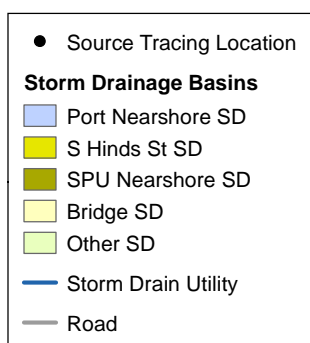 Source Tracing Location
Storm Drainage Basins
Port Nearshore SD
S Hinds St SD
SPU Nearshore SD
Bridge SD
Other SD
Storm Drain Utility
Road